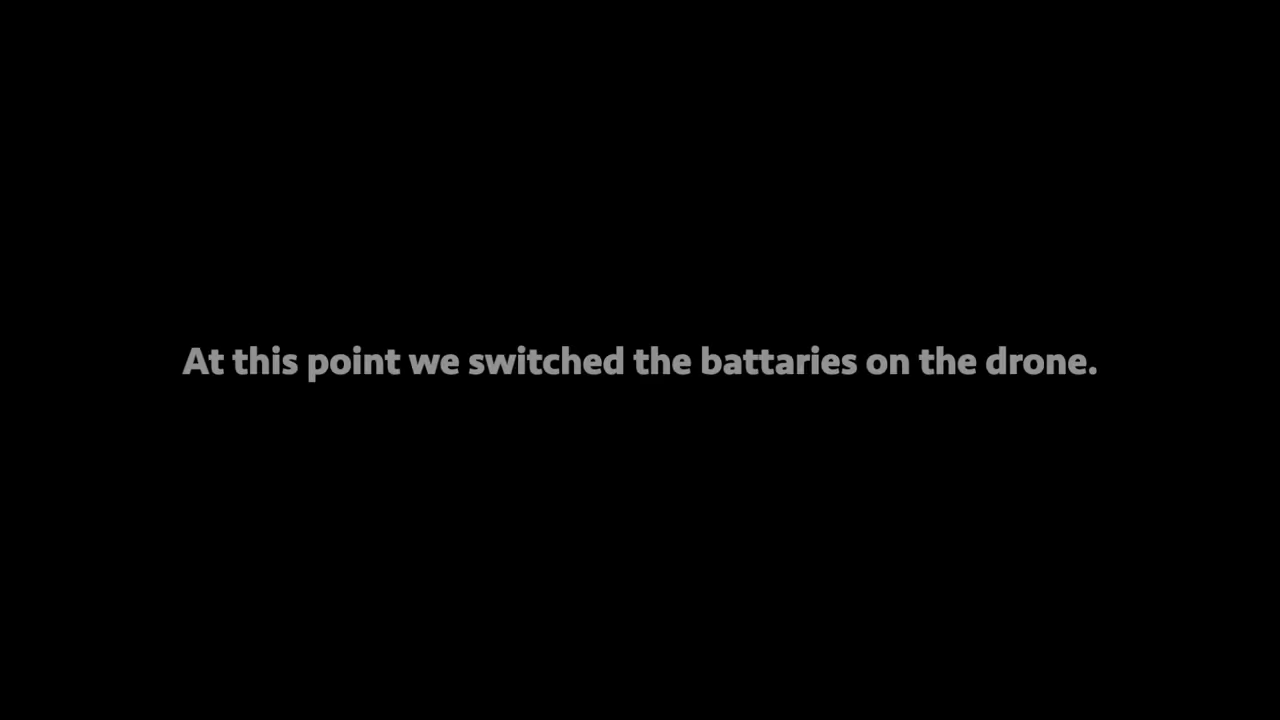 At this point we switched the battaries on the drone.